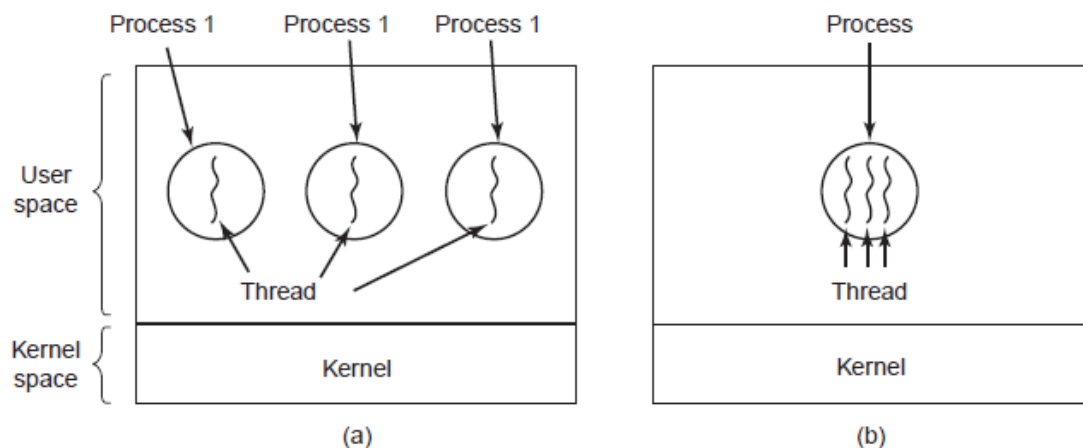 Process 1
Process 1
Process 1
Process
User
space
Thread
Thread
Kernel
space
Kernel
Kernel
(a)
(b)